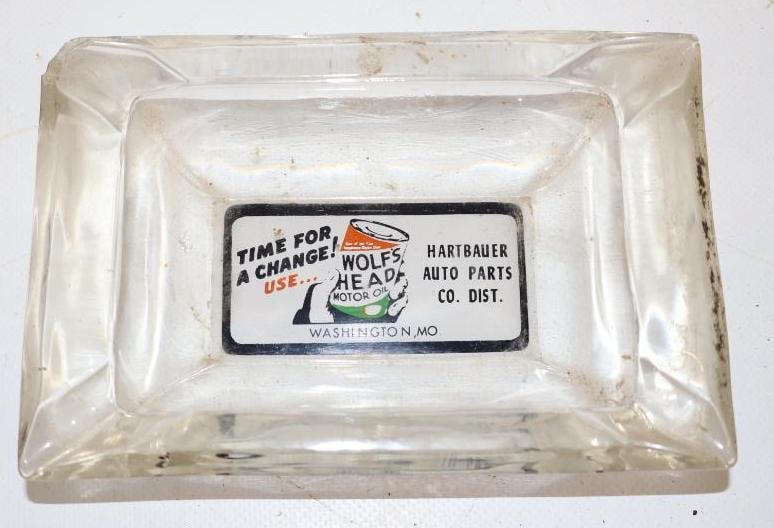 TIME FOR
A CHANGE!
USE...
WOLF'S
HEAD
MOTOR OIL
HARTBAUER
AUTO PARTS
CO. DIST.
WASHINGTON, MO.